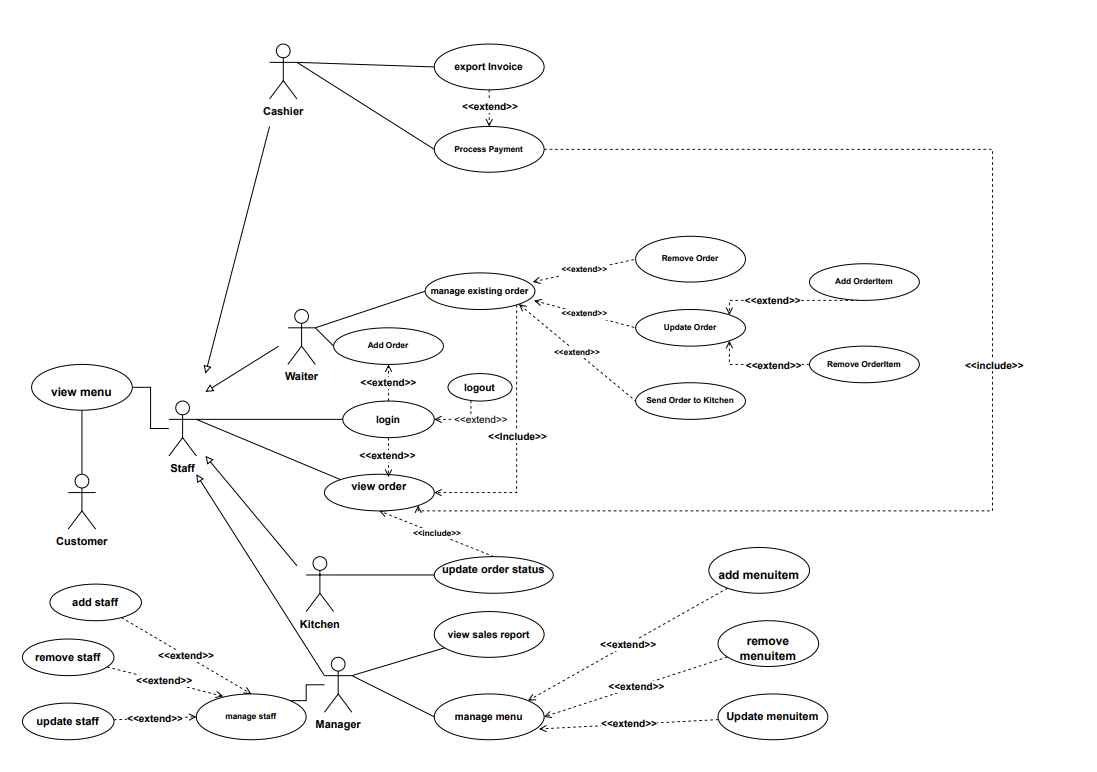 export Invoice
<<extend>>
Cashier
Process Payment
Remove Order
<<extend>>
Add OrderItem
manage existing order
<<extend>>
<<extend>>
Update Order
Add Order
<<extend>>
Waiter
<<extend>>
Remove OrderItem
<<include>>
view menu
<<extend>>
logout
Send Order to Kitchen
login
<<extend>>
<<Include>>
<<extend>>
Staff
view order
<<include>>
Customer
update order status
add menuitem
add staff
Kitchen
view sales report
<<extend>>
remove
menuitem
remove staff
<<extend>>
<<extend>>
<<extend>>
update staff
<<extend>>
manage staff
Manager
manage menu
<<extend>>
Update menuitem